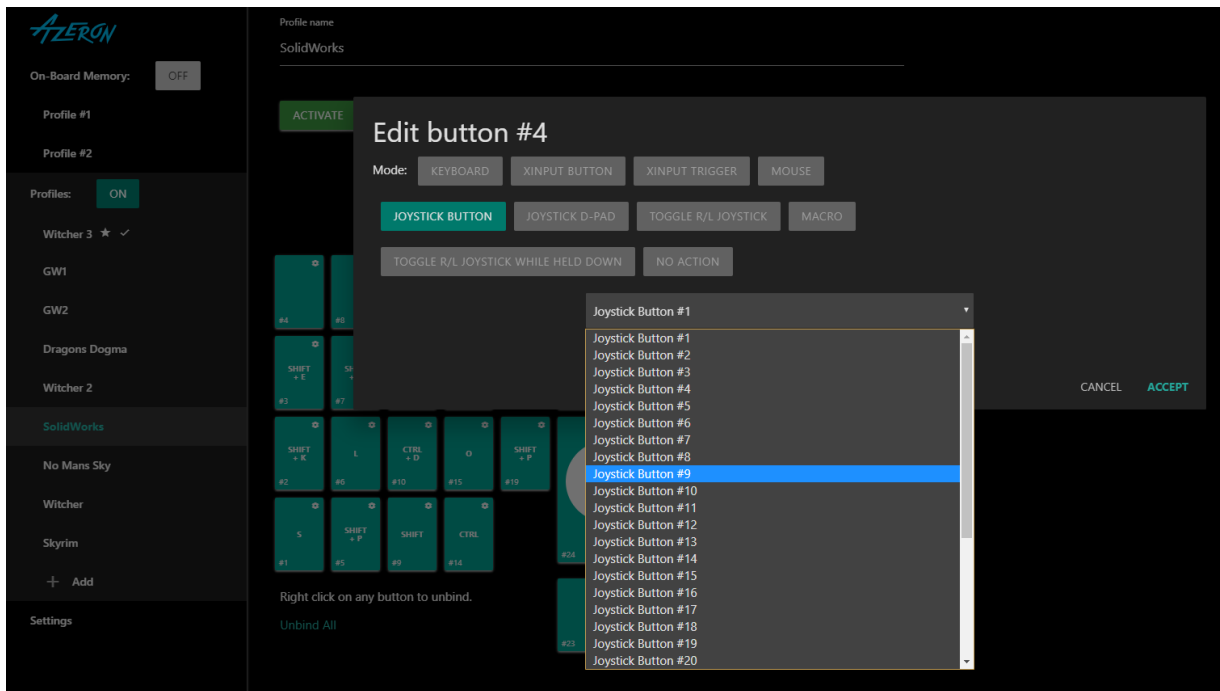 AZERON
On-Board Memory: OFF
Profile #1
Profile #2
Profiles: ON
Witcher 3
GW1
GW2
Dragons Dogma
Witcher 2
SolidWorks
No Mans Sky
Witcher
Skyrim
+ Add
Settings
Profile name
SolidWorks
ACTIVATE
Edit button #4
Mode: KEYBOARD XINPUT BUTTON XINPUT TRIGGER MOUSE
JOYSTICK BUTTON JOYSTICK D-PAD TOGGLE R/L JOYSTICK MACRO
TOGGLE R/L JOYSTICK WHILE HELD DOWN NO ACTION
Joystick Button #1
Joystick Button #1
Joystick Button #2
Joystick Button #3
Joystick Button #4
Joystick Button #5
Joystick Button #6
Joystick Button #7
Joystick Button #8
Joystick Button #9
Joystick Button #10
Joystick Button #11
Joystick Button #12
Joystick Button #13
Joystick Button #14
Joystick Button #15
Joystick Button #16
Joystick Button #17
Joystick Button #18
Joystick Button #19
Joystick Button #20
CANCEL ACCEPT
#4
SHIFT
+ E
#3 #7
SHIFT
+ K
#2
L
#6
CTRL
+ D
#10
O
#15
SHIFT
+ P
#19
S
#1
SHIFT
+ P
#5
SHIFT
#9
CTRL
#14
#24
#23
Right click on any button to unbind.
Unbind All